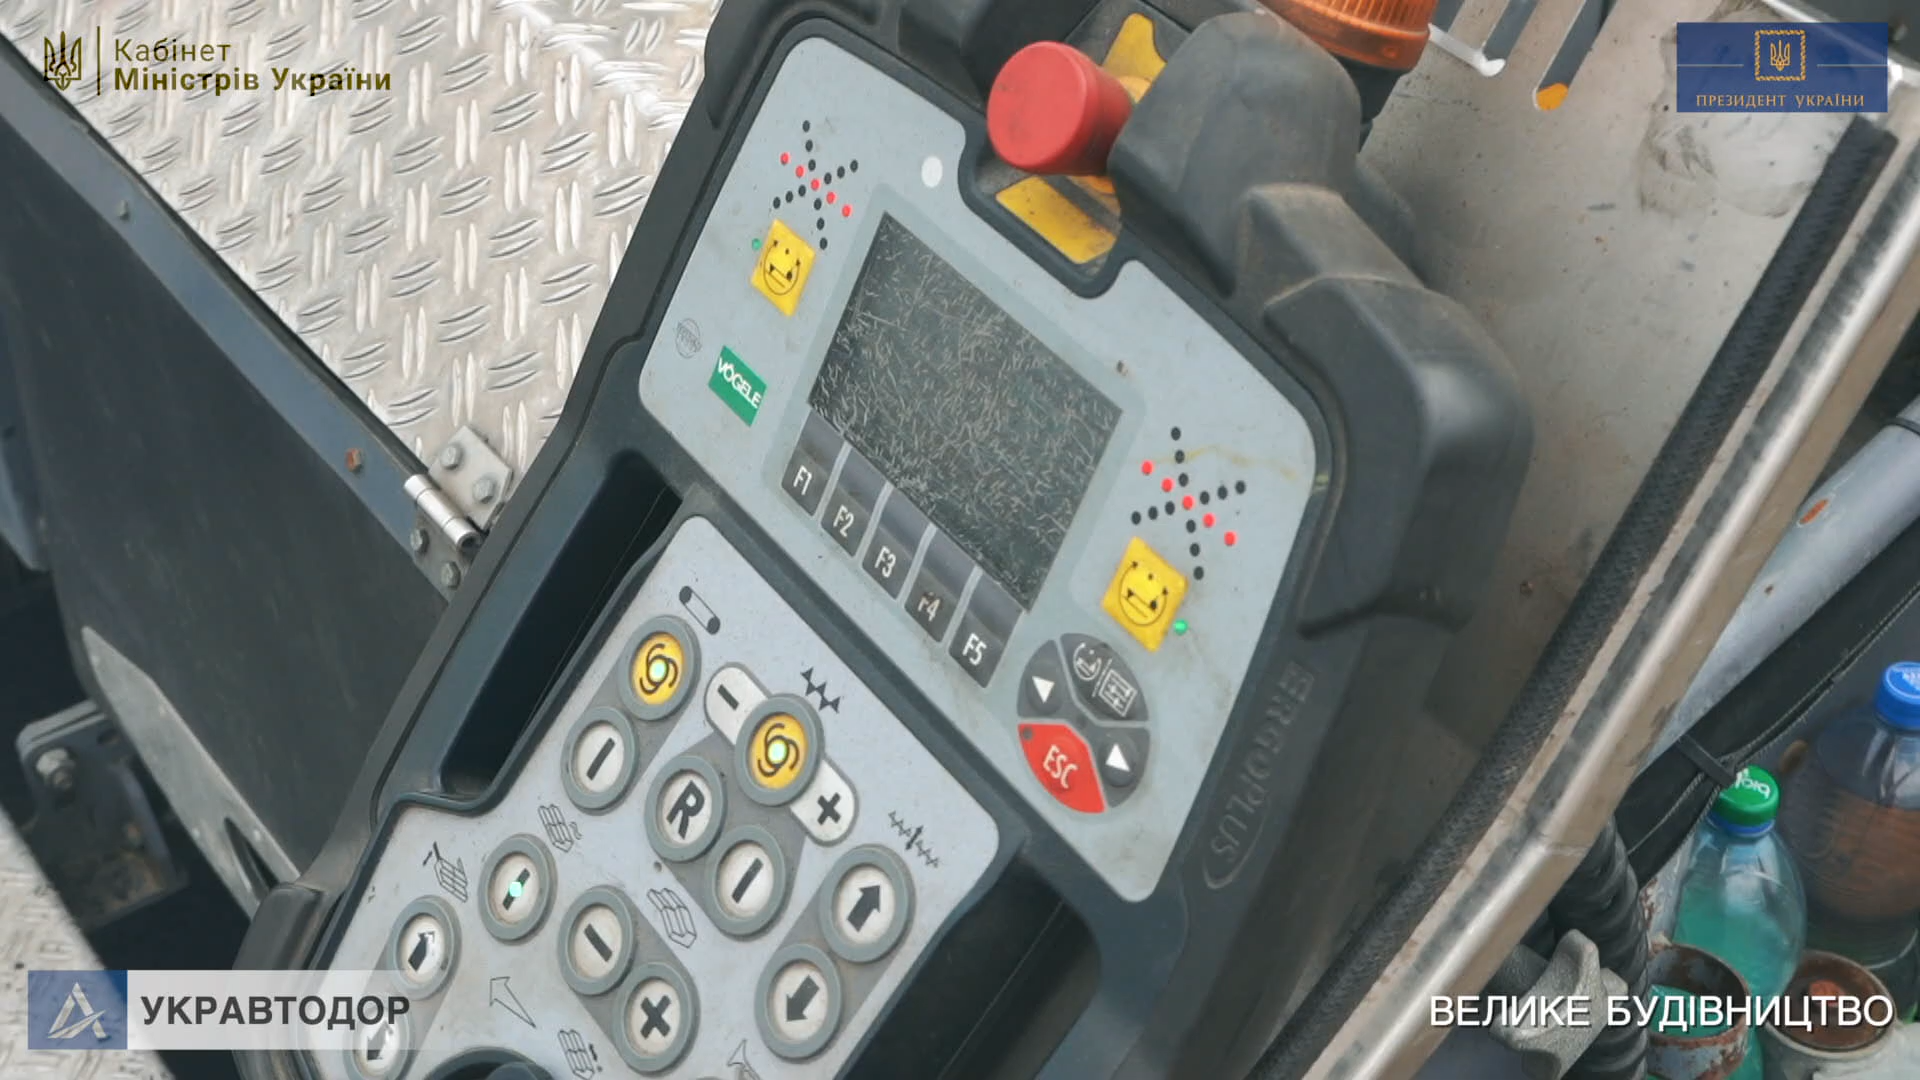 Кабінет
Міністрів України
ПРЕЗИДЕНТ УКРАЇНИ
VÖGELE
F1
F2
F3
F4
F5
ESC
ERGOPLUS
R
УКРАВТОДОР
ВЕЛИКЕ БУДІВНИЦТВО